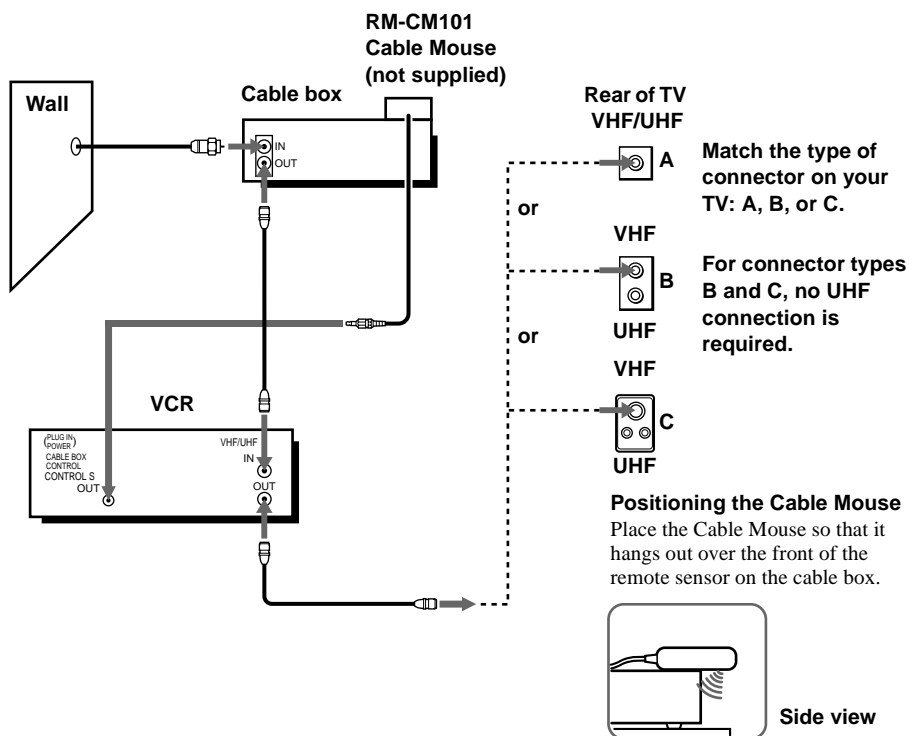 RM-CM101
Cable Mouse
(not supplied)
Cable box
Wall
IN
OUT
Rear of TV
VHF/UHF
A
Match the type of
connector on your
TV: A, B, or C.
or
VHF
B
UHF
For connector types
B and C, no UHF
connection is
required.
or
VHF
C
UHF
VCR
(PLUG IN
POWER)
CABLE BOX
CONTROL
CONTROL S
OUT
VHF/UHF
IN
OUT
Positioning the Cable Mouse
Place the Cable Mouse so that it
hangs out over the front of the
remote sensor on the cable box.
Side view